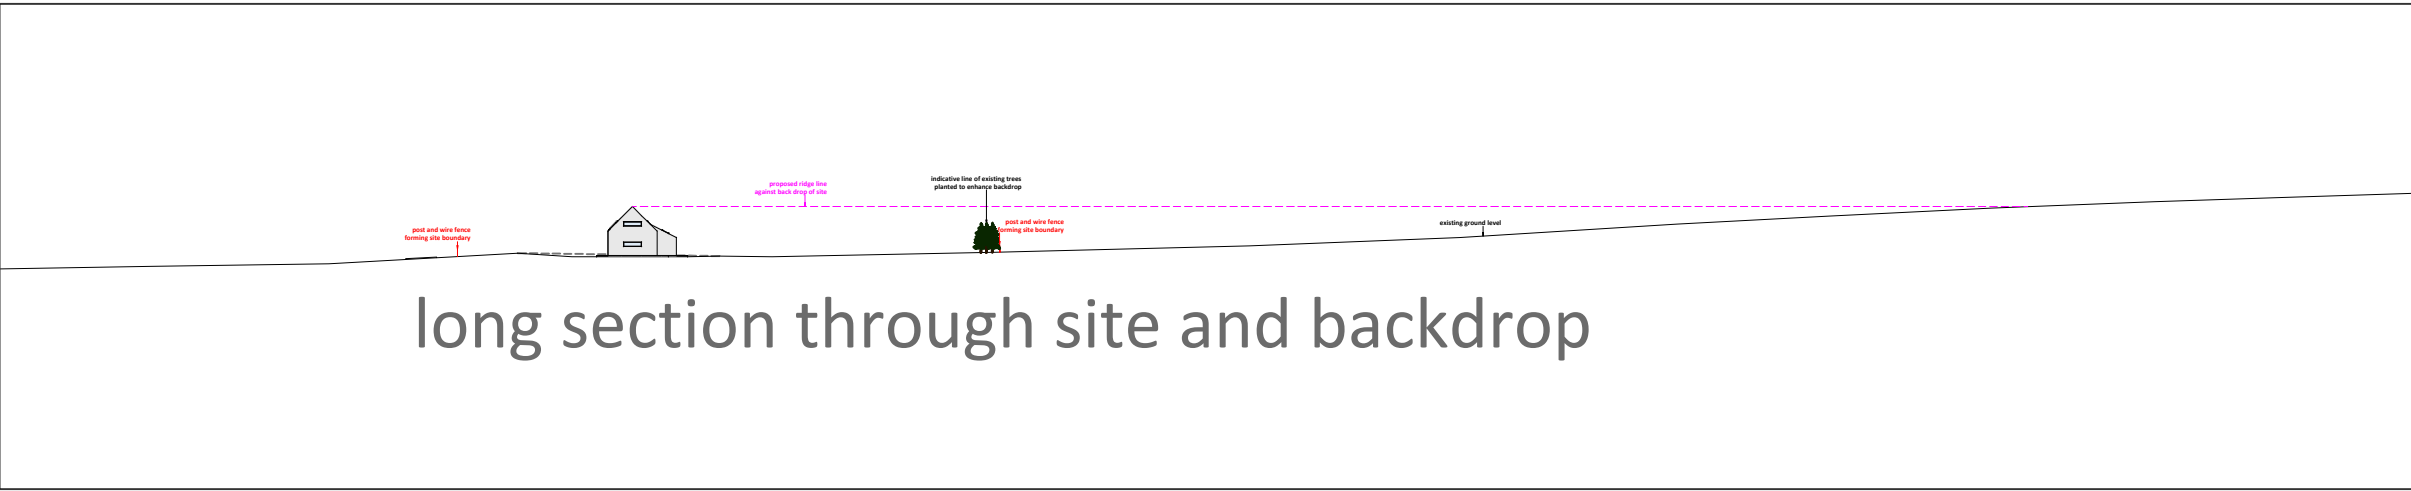 proposed ridge line
against back drop of site
indicative line of existing trees
planted to enhance backdrop
post and wire fence
forming site boundary
post and wire fence
forming site boundary
existing ground level
long section through site and backdrop